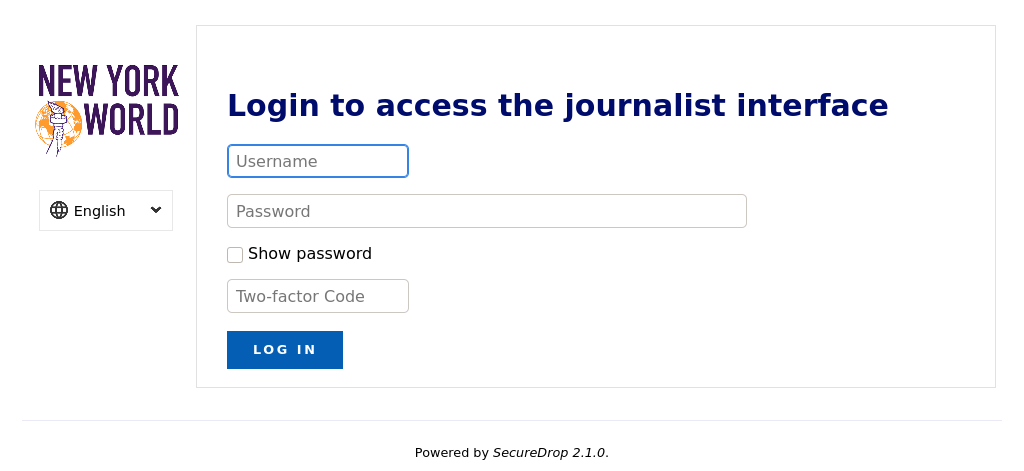 NEW YORK
WORLD
English
Login to access the journalist interface
Username
Password
Show password
Two-factor Code
LOG IN
Powered by SecureDrop 2.1.0.